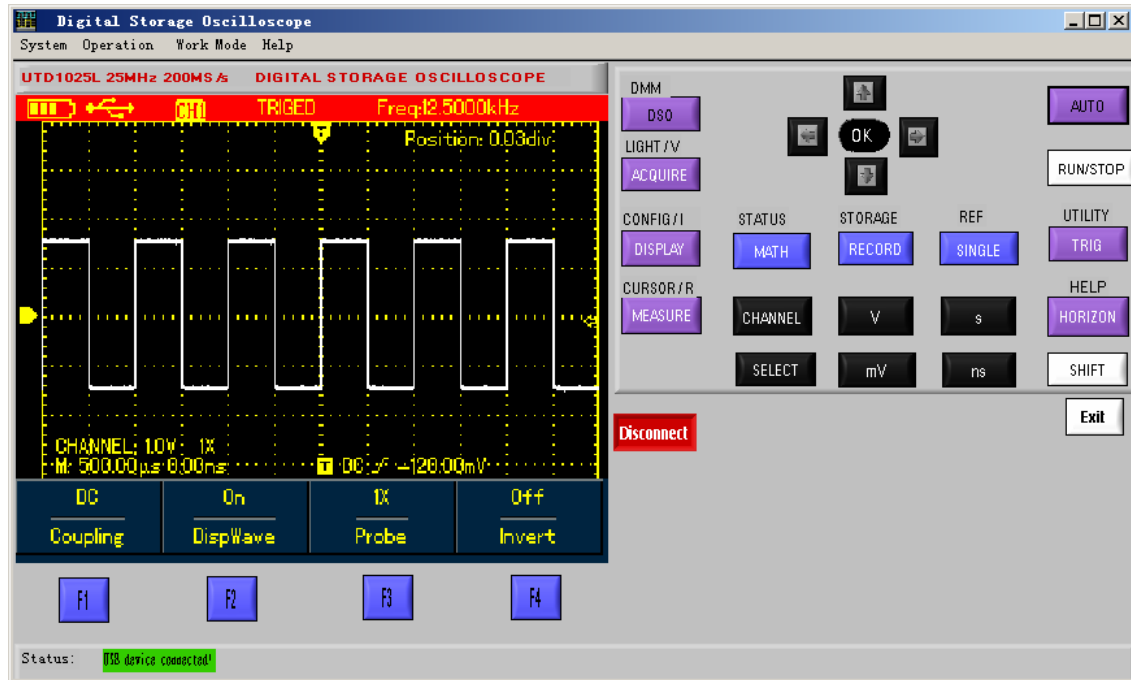 Digital Storage Oscilloscope
System Operation Work Mode Help
UTD1025L 25MHz 200MS/s DIGITAL STORAGE OSCILLOSCOPE
CH1 TRIGED Freq:12.5000kHz
T
Position: 0.03div
CHANNEL: 1.0V 1X
M: 500.00µs 0.00ns T DC -128.00mV
DC On 1X Off
Coupling DispWave Probe Invert
F1 F2 F3 F4
DMM
DSO
OK
AUTO
LIGHT/V
ACQUIRE
RUN/STOP
CONFIG/I STATUS STORAGE REF UTILITY
DISPLAY MATH RECORD SINGLE TRIG
CURSOR/R HELP
MEASURE CHANNEL V s HORIZON
SELECT mV ns SHIFT
Disconnect
Exit
Status: USB device connected!